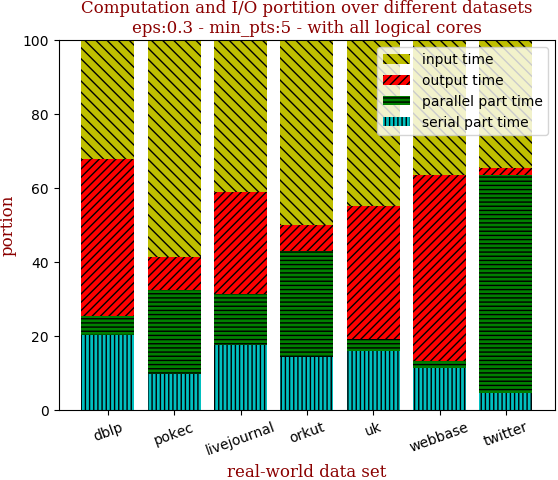 Computation and I/O portition over different datasets
eps:0.3 - min_pts:5 - with all logical cores
100
80
60
40
20
0
portion
input time
output time
parallel part time
serial part time
dblp
pokec
livejournal
orkut
uk
webbase
twitter
real-world data set